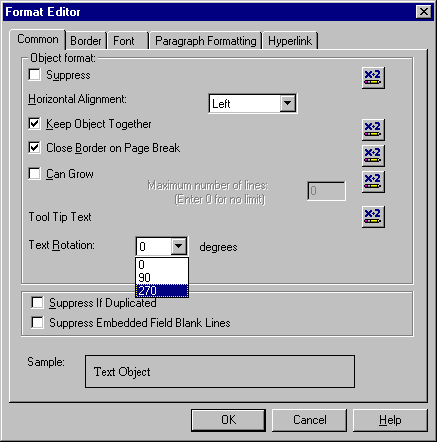 Format Editor
Common Border Font Paragraph Formatting Hyperlink
Object format:
Suppress
X+2
Horizontal Alignment: Left
Keep Object Together
X+2
Close Border on Page Break
X+2
Can Grow
X+2
Maximum number of lines: 0
(Enter 0 for no limit)
Tool Tip Text
X+2
Text Rotation: 0 degrees
0
90
270
Suppress If Duplicated
Suppress Embedded Field Blank Lines
Sample: Text Object
OK Cancel Help